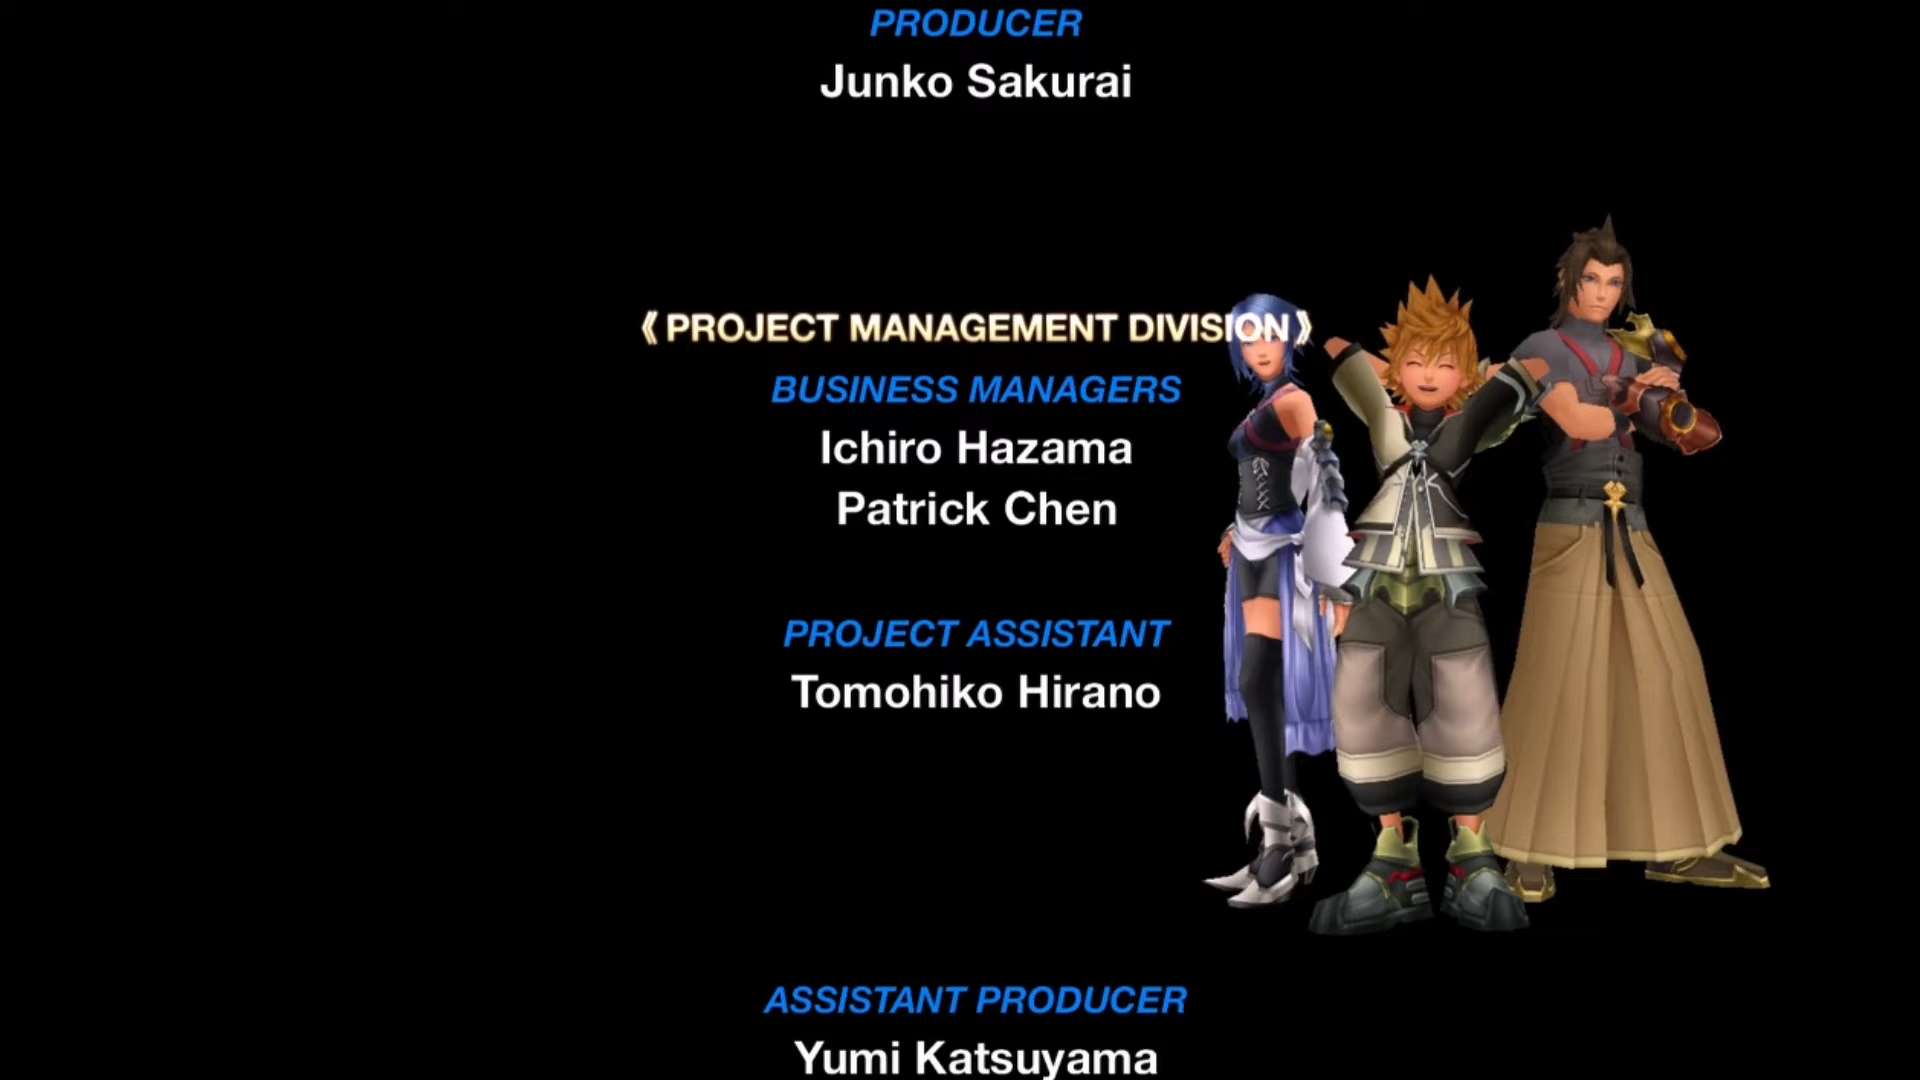 PRODUCER
Junko Sakurai
《PROJECT MANAGEMENT DIVISION》
BUSINESS MANAGERS
Ichiro Hazama
Patrick Chen
PROJECT ASSISTANT
Tomohiko Hirano
ASSISTANT PRODUCER
Yumi Katsuyama